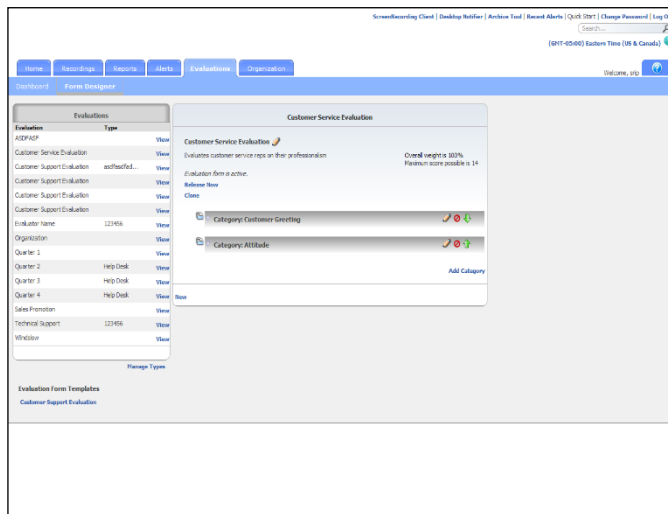 ScreenRecording Client | Desktop Notifier | Archive Tool | Recent Alerts | Quick Start | Change Password | Log O
Search...
(GMT-05:00) Eastern Time (US & Canada)
Home Recordings Reports Alerts Evaluations Organization
Welcome, srip
Dashboard Form Designer
Evaluations
Evaluation Type
ASDFASF View
Customer Service Evaluation View
Customer Support Evaluation asdfasdfad... View
Customer Support Evaluation View
Customer Support Evaluation View
Customer Support Evaluation View
Evaluator Name 123456 View
Organization View
Quarter 1 View
Quarter 2 Help Desk View
Quarter 3 Help Desk View
Quarter 4 Help Desk View
Sales Promotion View
Technical Support 123456 View
Windslow View
Manage Types
Evaluation Form Templates
Customer Support Evaluation
Customer Service Evaluation
Customer Service Evaluation
Evaluates customer service reps on their professionalism
Overall weight is 103%
Maximum score possible is 14
Evaluation form is active.
Release Now
Clone
Category: Customer Greeting
Category: Attitude
Add Category
New